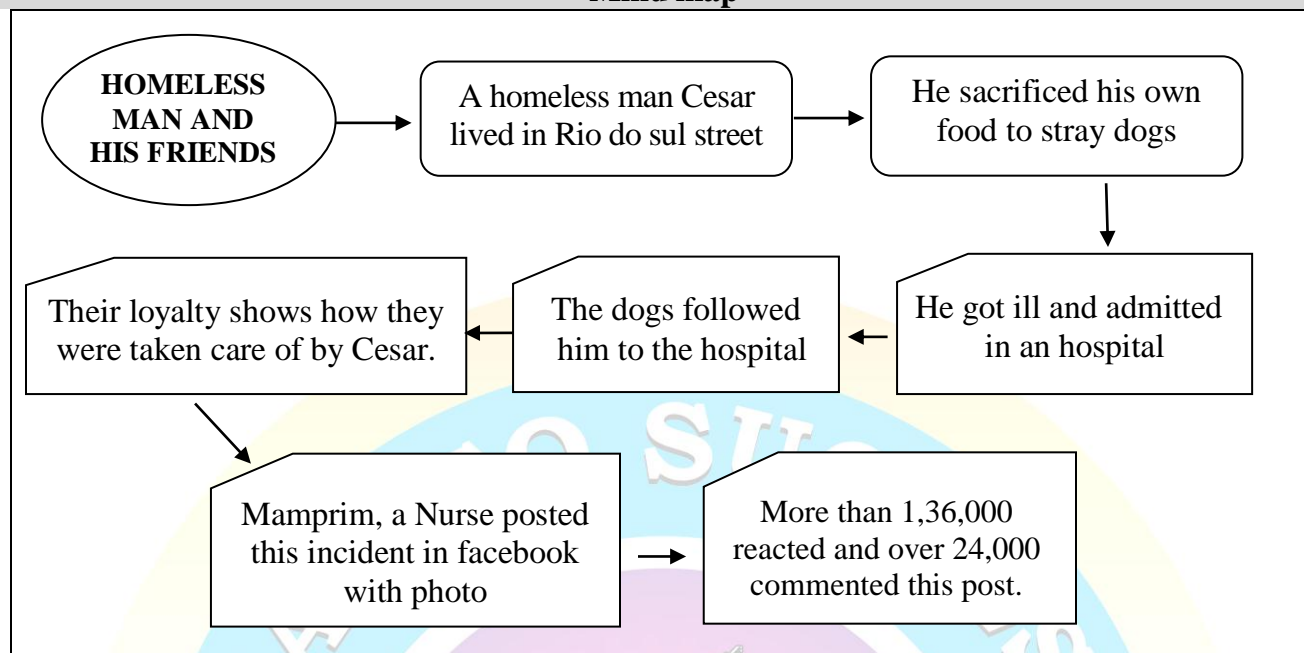 Mind map
HOMELESS
MAN AND
HIS FRIENDS
A homeless man Cesar
lived in Rio do sul street
He sacrificed his own
food to stray dogs
He got ill and admitted
in an hospital
The dogs followed
him to the hospital
Their loyalty shows how they
were taken care of by Cesar.
Mamprim, a Nurse posted
this incident in facebook
with photo
More than 1,36,000
reacted and over 24,000
commented this post.